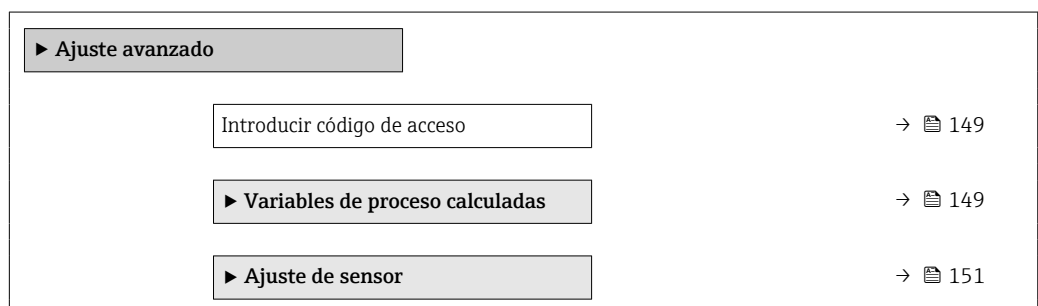 ▶ Ajuste avanzado
Introducir código de acceso → 149
▶ Variables de proceso calculadas → 149
▶ Ajuste de sensor → 151